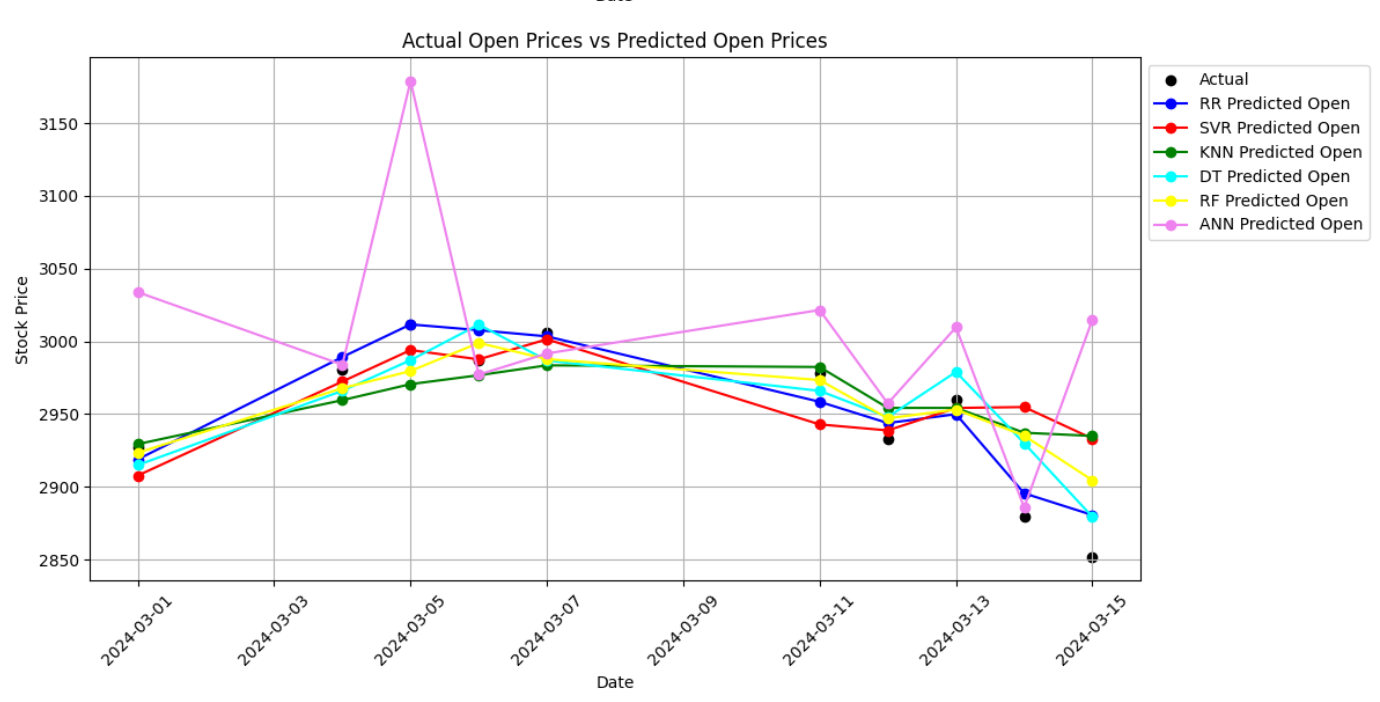 Date
Actual Open Prices vs Predicted Open Prices
Actual
RR Predicted Open
SVR Predicted Open
KNN Predicted Open
DT Predicted Open
RF Predicted Open
ANN Predicted Open
Stock Price
3150
3100
3050
3000
2950
2900
2850
2024-03-01
2024-03-03
2024-03-05
2024-03-07
2024-03-09
2024-03-11
2024-03-13
2024-03-15
Date